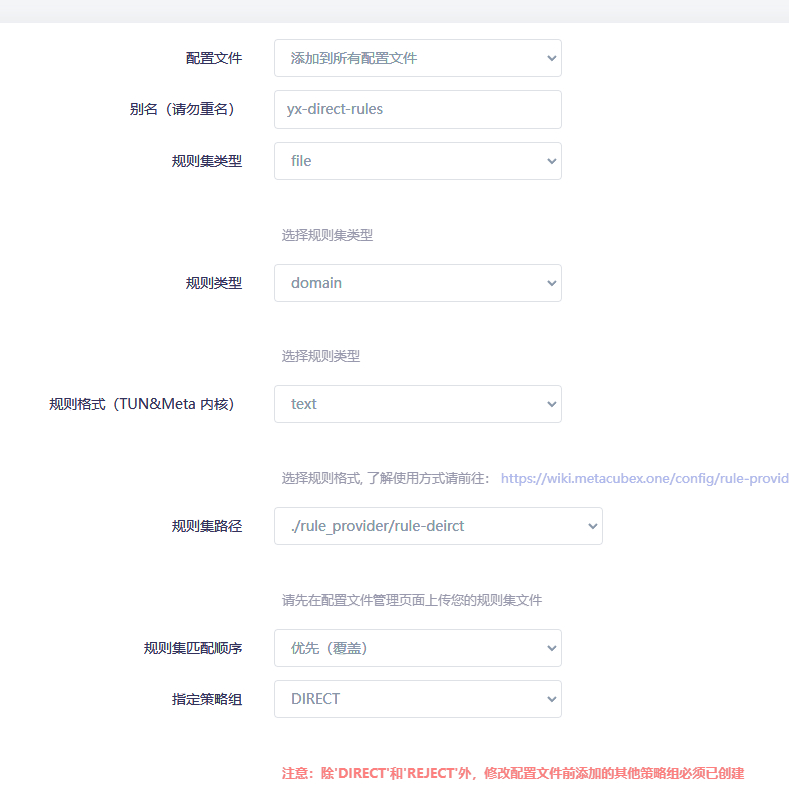 配置文件 添加到所有配置文件
别名（请勿重名） yx-direct-rules
规则集类型 file
选择规则集类型
规则类型 domain
选择规则类型
规则格式（TUN&Meta 内核） text
选择规则格式, 了解使用方式请前往： https://wiki.metacubex.one/config/rule-provid
规则集路径 ./rule_provider/rule-deirct
请先在配置文件管理页面上传您的规则集文件
规则集匹配顺序 优先（覆盖）
指定策略组 DIRECT
注意：除'DIRECT'和'REJECT'外，修改配置文件前添加的其他策略组必须已创建